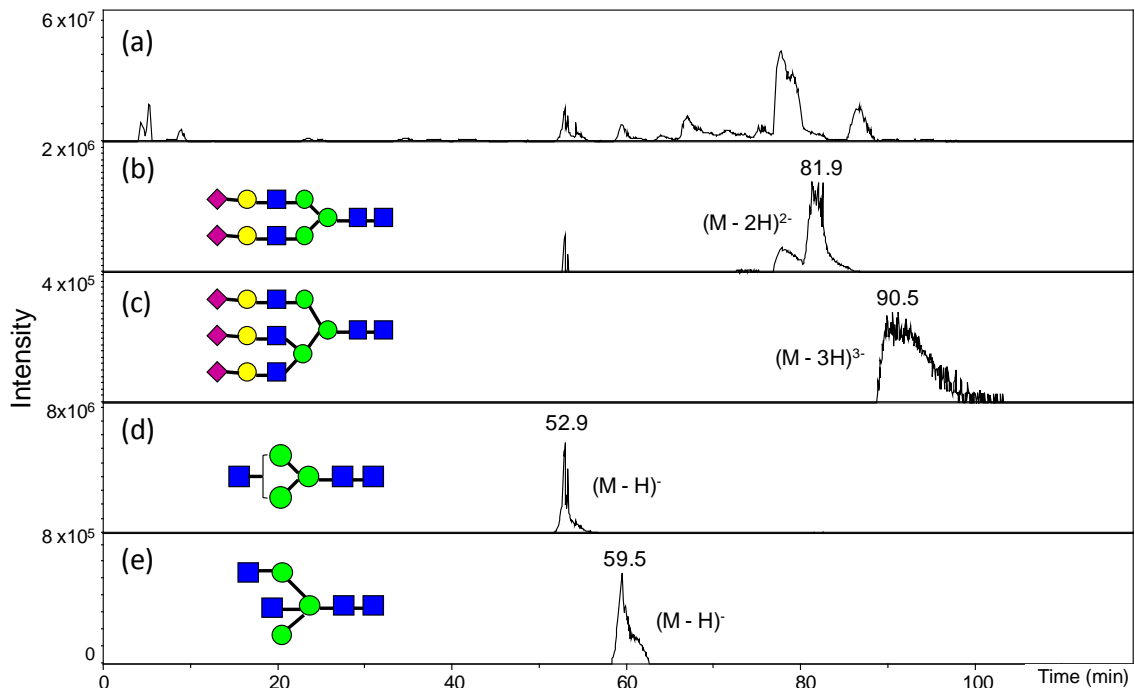 6 x10⁷
(a)
2 x10⁶
(b)
81.9
(M - 2H)²⁻
4 x10⁵
(c)
90.5
(M - 3H)³⁻
Intensity
8x10⁶
(d)
52.9
(M - H)⁻
8 x10⁵
(e)
59.5
(M - H)⁻
0
0 20 40 60 80 100 Time (min)